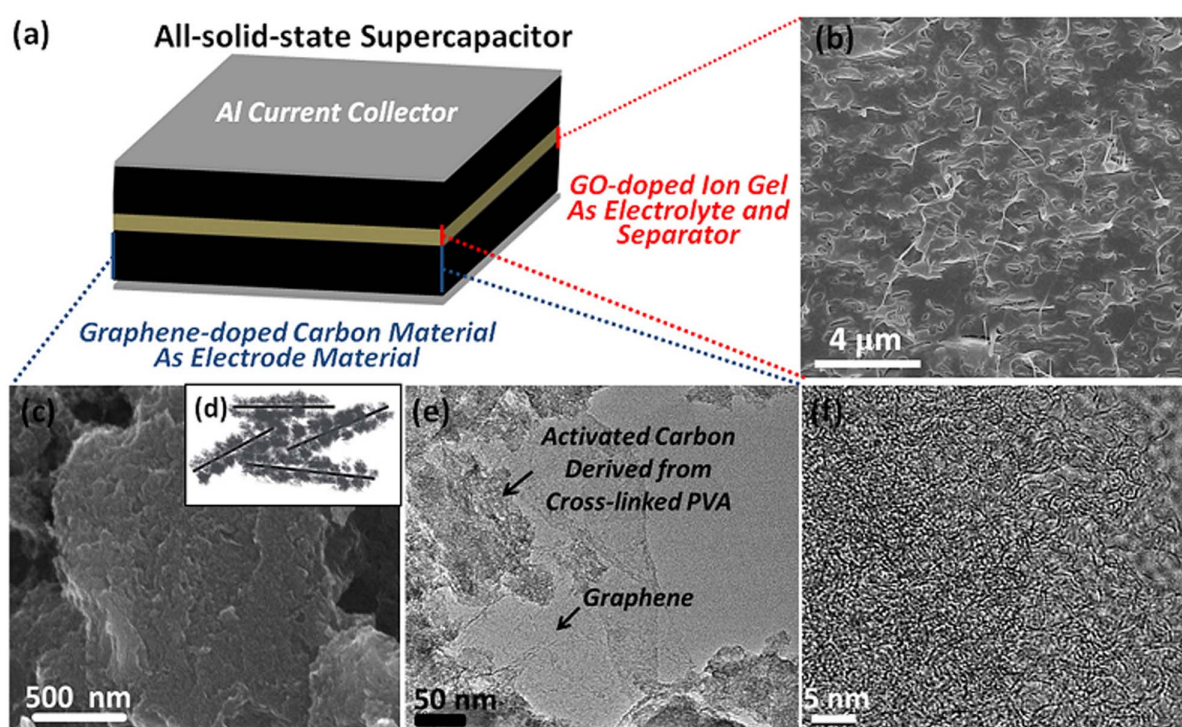 (a)
All-solid-state Supercapacitor
Al Current Collector
GO-doped Ion Gel
As Electrolyte and
Separator
Graphene-doped Carbon Material
As Electrode Material
(b)
4 μm
(c)
500 nm
(d)
(e)
Activated Carbon
Derived from
Cross-linked PVA
Graphene
50 nm
(f)
5 nm